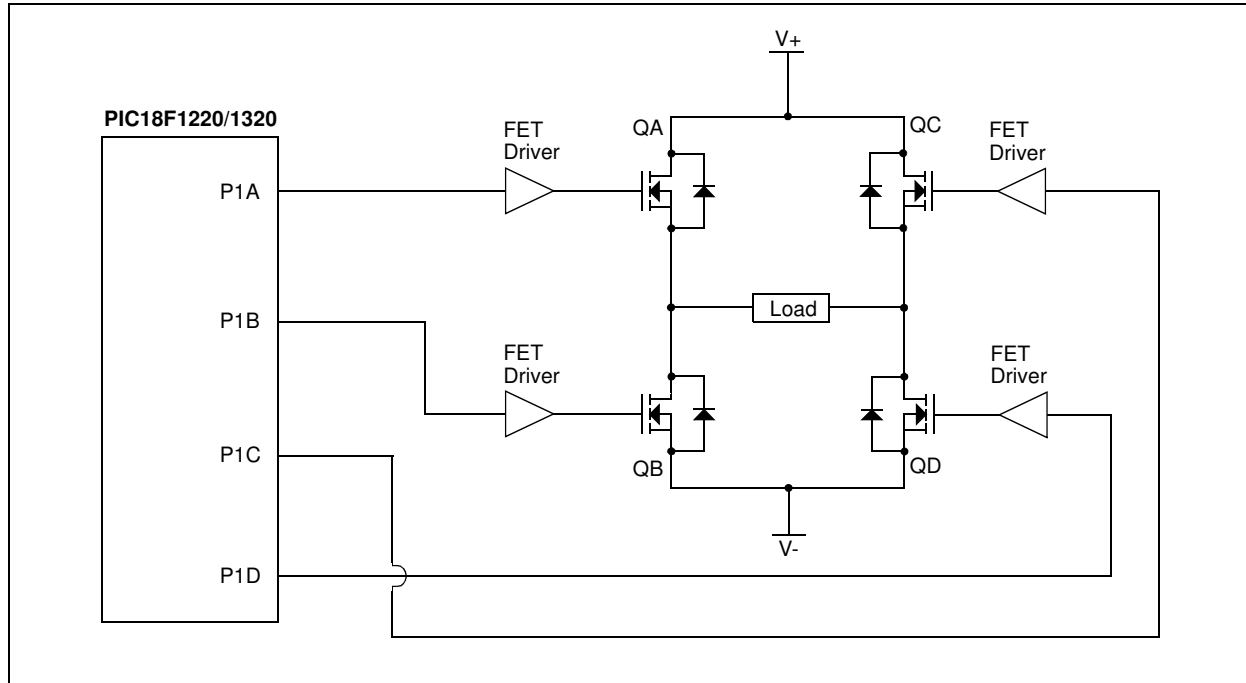 V+
PIC18F1220/1320
QA
FET
Driver
QC
FET
Driver
P1A
P1B
Load
FET
Driver
FET
Driver
P1C
QB
QD
V-
P1D